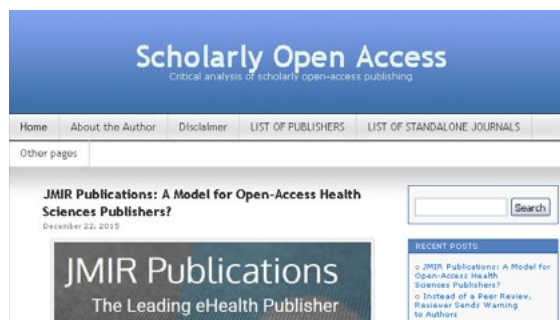 Scholarly Open Access
Critical analysis of scholarly open-access publishing
Home About the Author Disclaimer LIST OF PUBLISHERS LIST OF STANDALONE JOURNALS
Other pages
JMIR Publications: A Model for Open-Access Health
Sciences Publishers?
December 22, 2015
JMIR Publications
The Leading eHealth Publisher
Search
RECENT POSTS
JMIR Publications: A Model for
Open-Access Health
Sciences Publishers?
Instead of a Peer Review,
Reviewer Sends Warning
to Authors